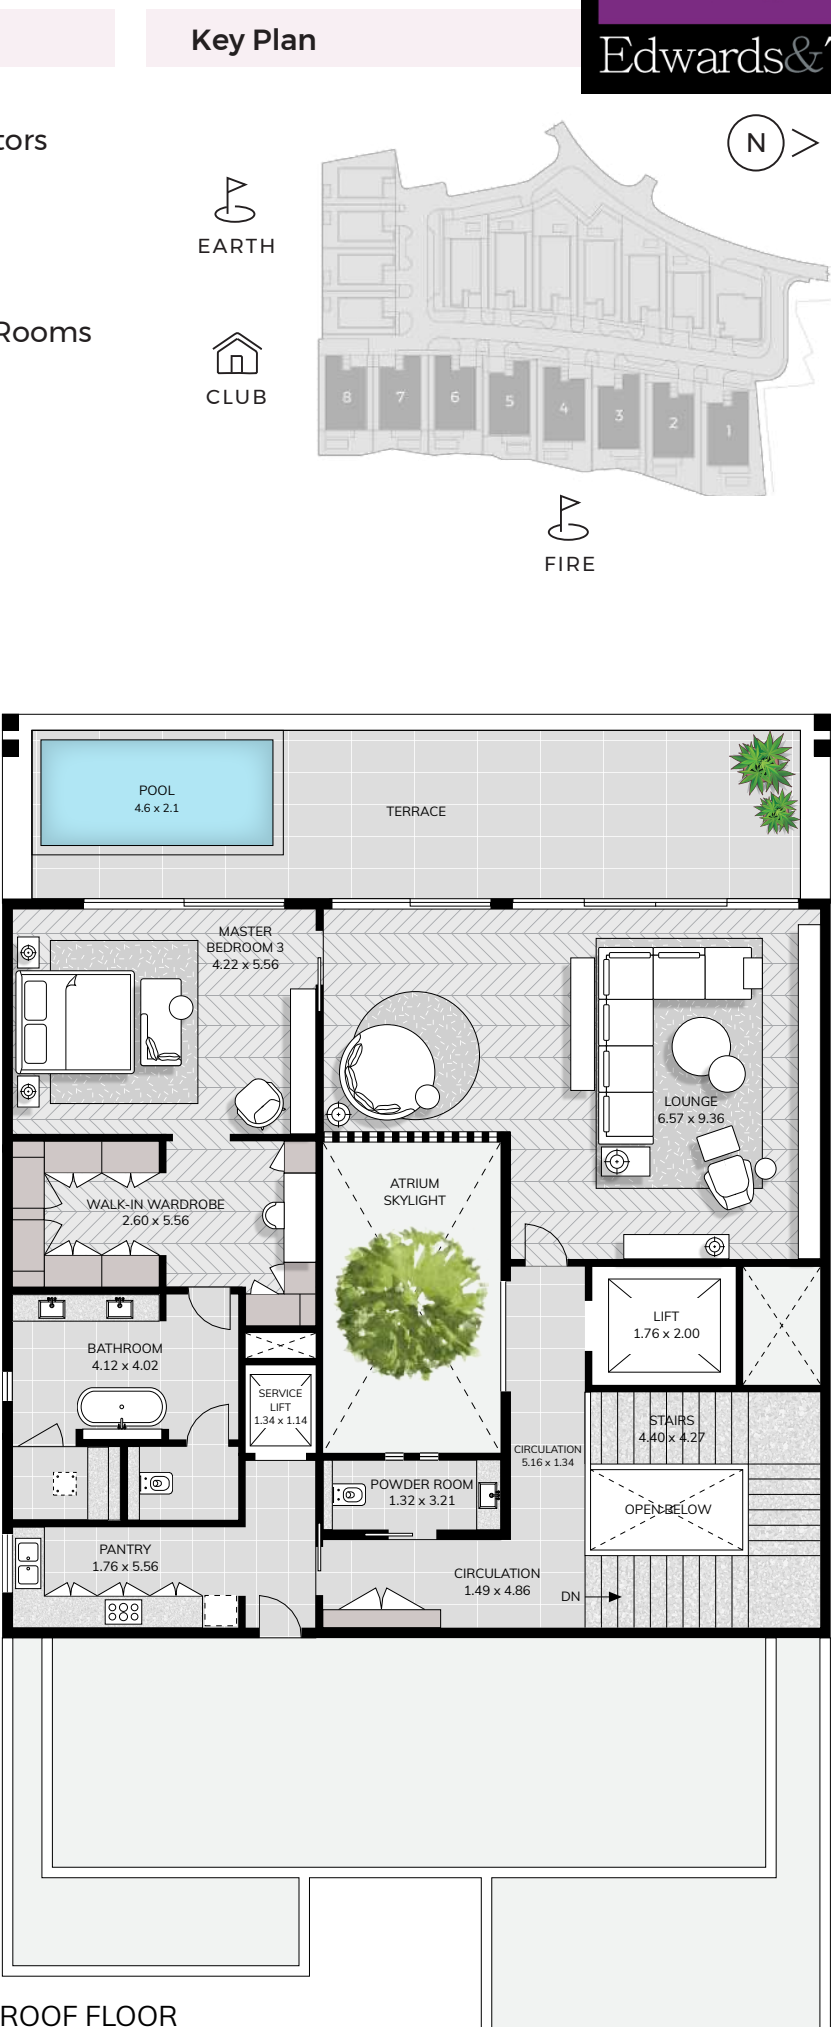 Key Plan
Edwards&
tors
N
EARTH
Rooms
CLUB
8
7
6
5
4
3
2
1
FIRE
POOL
4.6 x 2.1
TERRACE
MASTER
BEDROOM 3
4.22 x 5.56
LOUNGE
6.57 x 9.36
ATRIUM
SKYLIGHT
WALK-IN WARDROBE
2.60 x 5.56
LIFT
1.76 x 2.00
BATHROOM
4.12 x 4.02
SERVICE
LIFT
1.34 x 1.14
STAIRS
4.40 x 4.27
CIRCULATION
5.16 x 1.34
POWDER ROOM
1.32 x 3.21
OPEN BELOW
PANTRY
1.76 x 5.56
CIRCULATION
1.49 x 4.86
DN
ROOF FLOOR